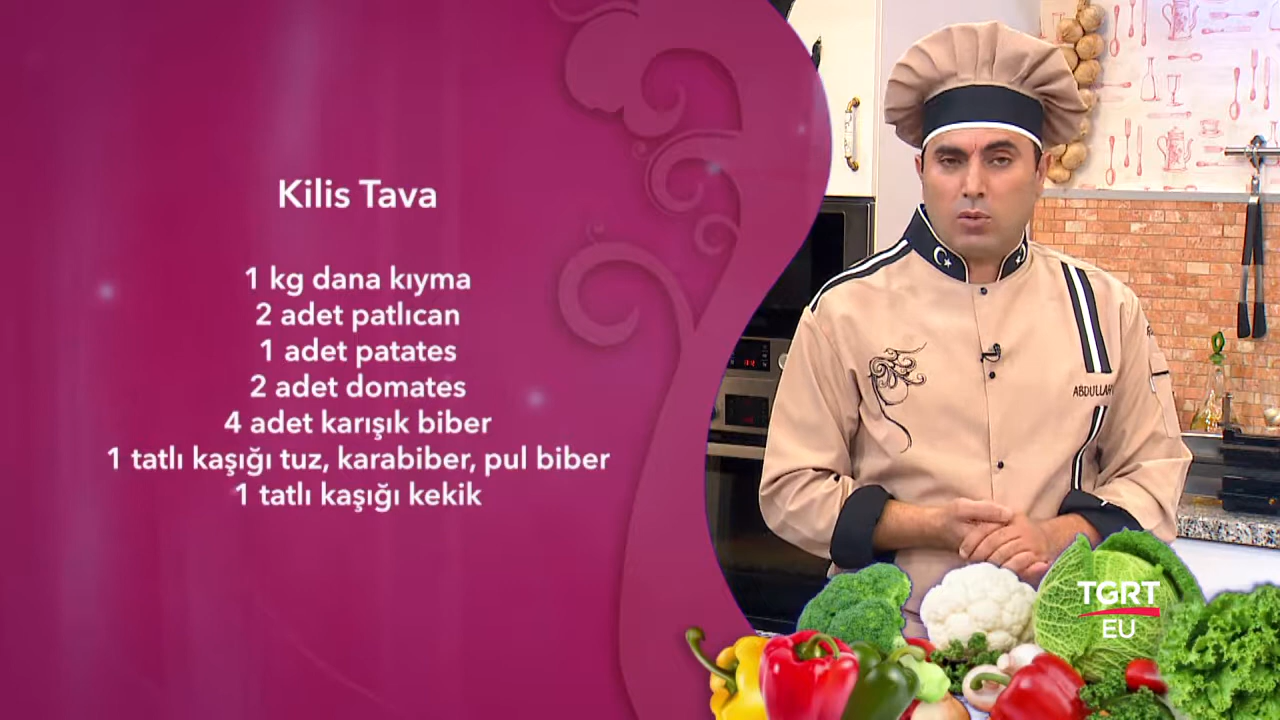 Kilis Tava
1 kg dana kıyma
2 adet patlıcan
1 adet patates
2 adet domates
4 adet karışık biber
1 tatlı kaşığı tuz, karabiber, pul biber
1 tatlı kaşığı kekik
ABDULLAH
TGRT
EU